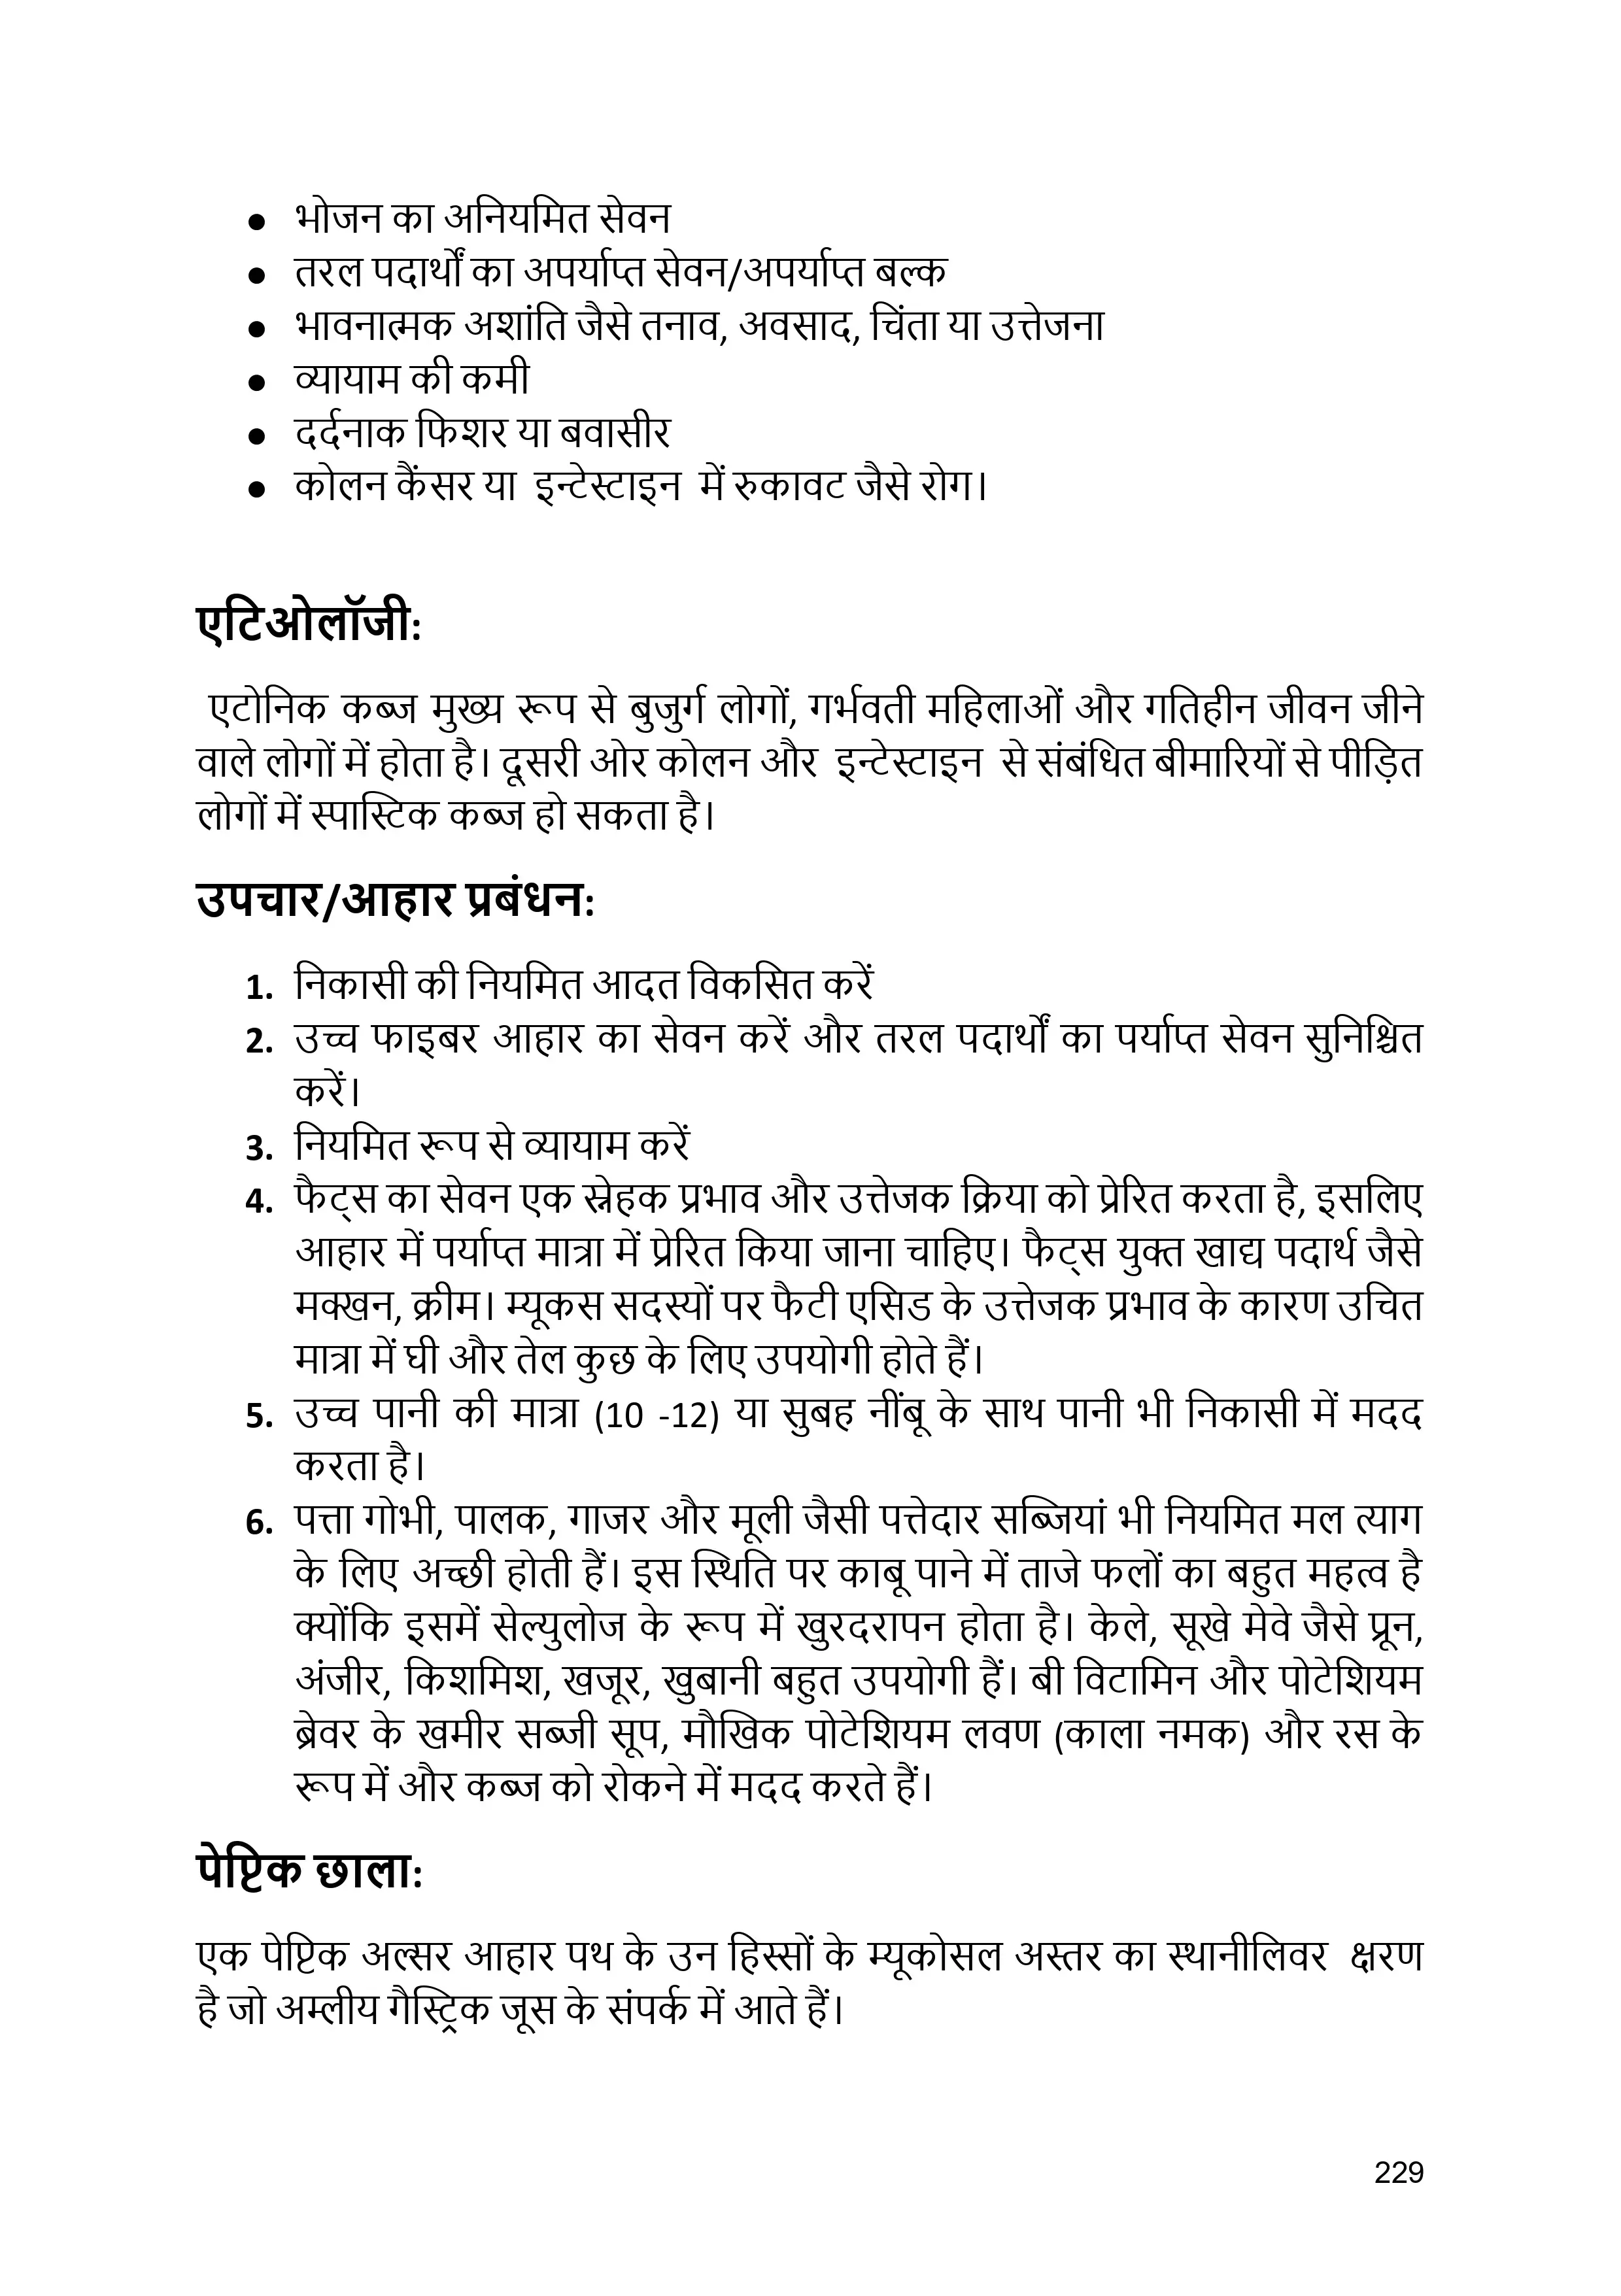 ● भोजन का अनियमित सेवन
● तरल पदार्थों का अपर्याप्त सेवन/अपर्याप्त बल्क
● भावनात्मक अशांति जैसे तनाव, अवसाद, चिंता या उत्तेजना
● व्यायाम की कमी
● दर्दनाक फिशर या बवासीर
● कोलन कैंसर या इन्टेस्टाइन में रुकावट जैसे रोग।
एटिओलॉजी:
एटोनिक कब्ज मुख्य रूप से बुजुर्ग लोगों, गर्भवती महिलाओं और गतिहीन जीवन जीने
वाले लोगों में होता है। दूसरी ओर कोलन और इन्टेस्टाइन से संबंधित बीमारियों से पीड़ित
लोगों में स्पास्टिक कब्ज हो सकता है।
उपचार/आहार प्रबंधन:
1. निकासी की नियमित आदत विकसित करें
2. उच्च फाइबर आहार का सेवन करें और तरल पदार्थों का पर्याप्त सेवन सुनिश्चित
करें।
3. नियमित रूप से व्यायाम करें
4. फैट्स का सेवन एक स्नेहक प्रभाव और उत्तेजक क्रिया को प्रेरित करता है, इसलिए
आहार में पर्याप्त मात्रा में प्रेरित किया जाना चाहिए। फैट्स युक्त खाद्य पदार्थ जैसे
मक्खन, क्रीम। म्यूकस सदस्यों पर फैटी एसिड के उत्तेजक प्रभाव के कारण उचित
मात्रा में घी और तेल कुछ के लिए उपयोगी होते हैं।
5. उच्च पानी की मात्रा (10 -12) या सुबह नींबू के साथ पानी भी निकासी में मदद
करता है।
6. पत्ता गोभी, पालक, गाजर और मूली जैसी पत्तेदार सब्जियां भी नियमित मल त्याग
के लिए अच्छी होती हैं। इस स्थिति पर काबू पाने में ताजे फलों का बहुत महत्व है
क्योंकि इसमें सेल्युलोज के रूप में खुरदरापन होता है। केले, सूखे मेवे जैसे प्रून,
अंजीर, किशमिश, खजूर, खुबानी बहुत उपयोगी हैं। बी विटामिन और पोटेशियम
ब्रेवर के खमीर सब्जी सूप, मौखिक पोटेशियम लवण (काला नमक) और रस के
रूप में और कब्ज को रोकने में मदद करते हैं।
पेप्टिक छाला:
एक पेप्टिक अल्सर आहार पथ के उन हिस्सों के म्यूकोसल अस्तर का स्थानीलिवर क्षरण
है जो अम्लीय गैस्ट्रिक जूस के संपर्क में आते हैं।
229